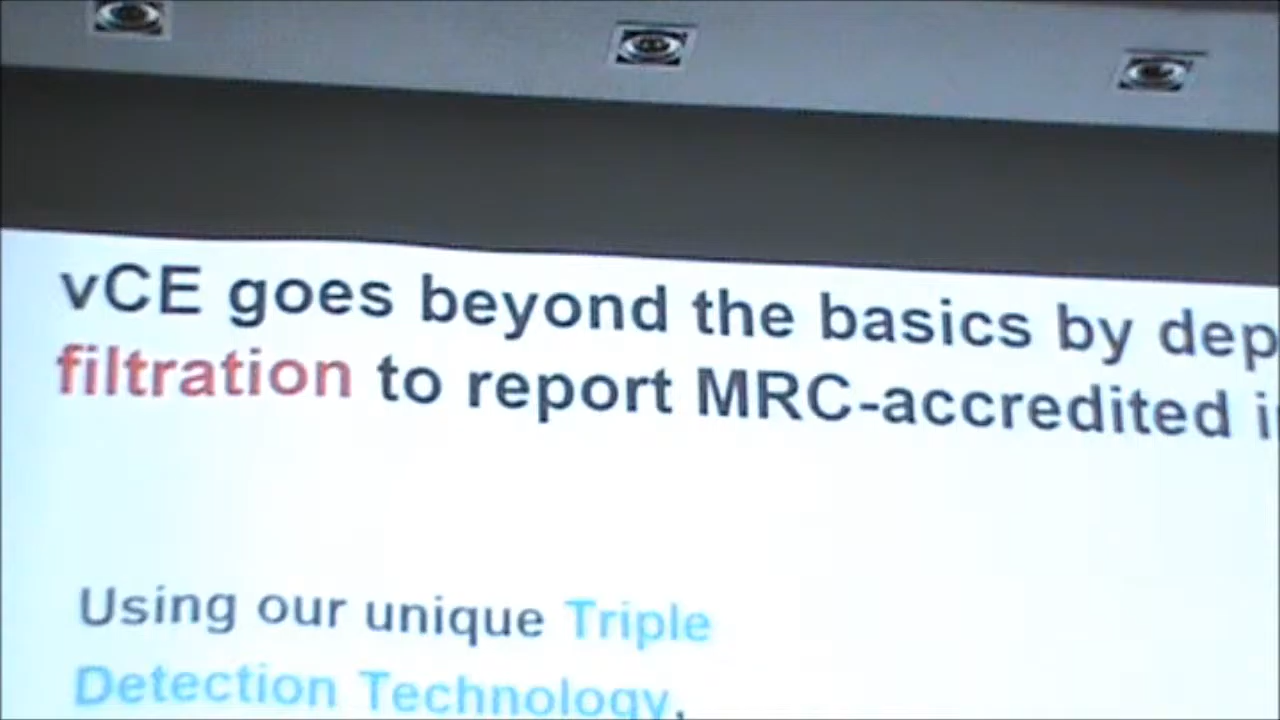 vCE goes beyond the basics by dep
filtration to report MRC-accredited i
Using our unique Triple
Detection Technology,